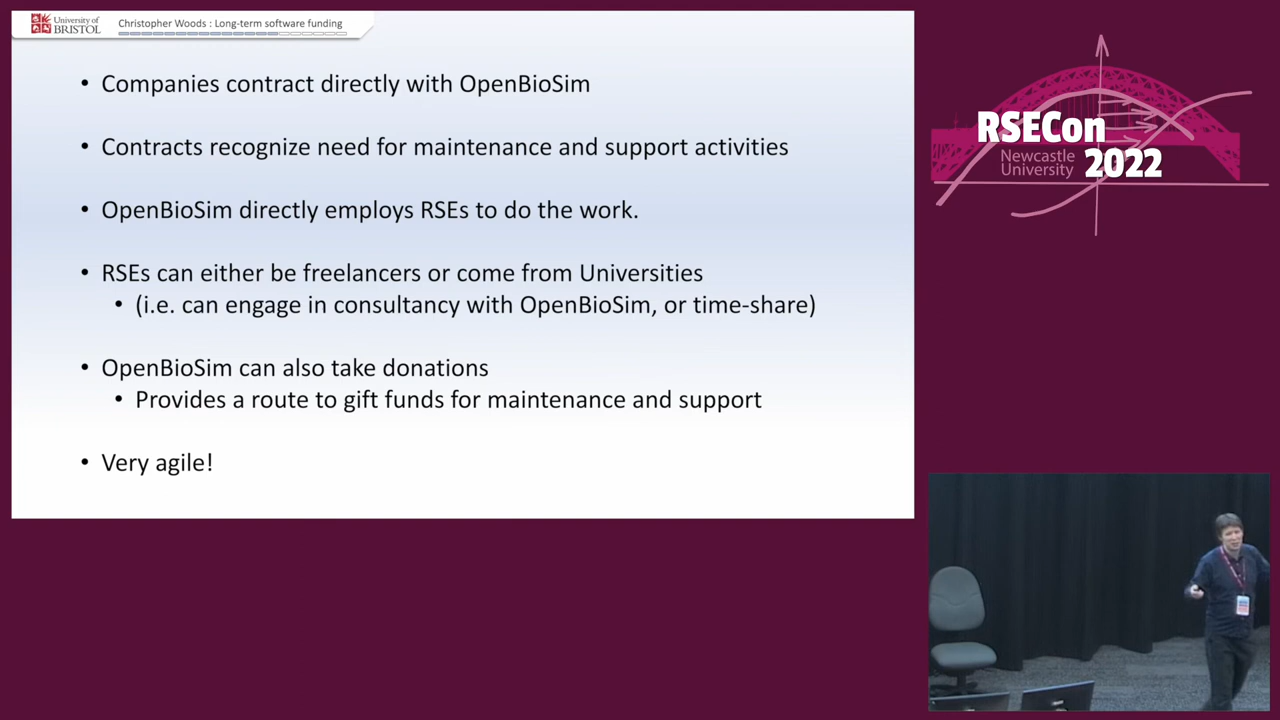 University of
BRISTOL
Christopher Woods : Long-term software funding
• Companies contract directly with OpenBioSim
• Contracts recognize need for maintenance and support activities
• OpenBioSim directly employs RSEs to do the work.
• RSEs can either be freelancers or come from Universities
• (i.e. can engage in consultancy with OpenBioSim, or time-share)
• OpenBioSim can also take donations
• Provides a route to gift funds for maintenance and support
• Very agile!
RSECon
Newcastle
University 2022